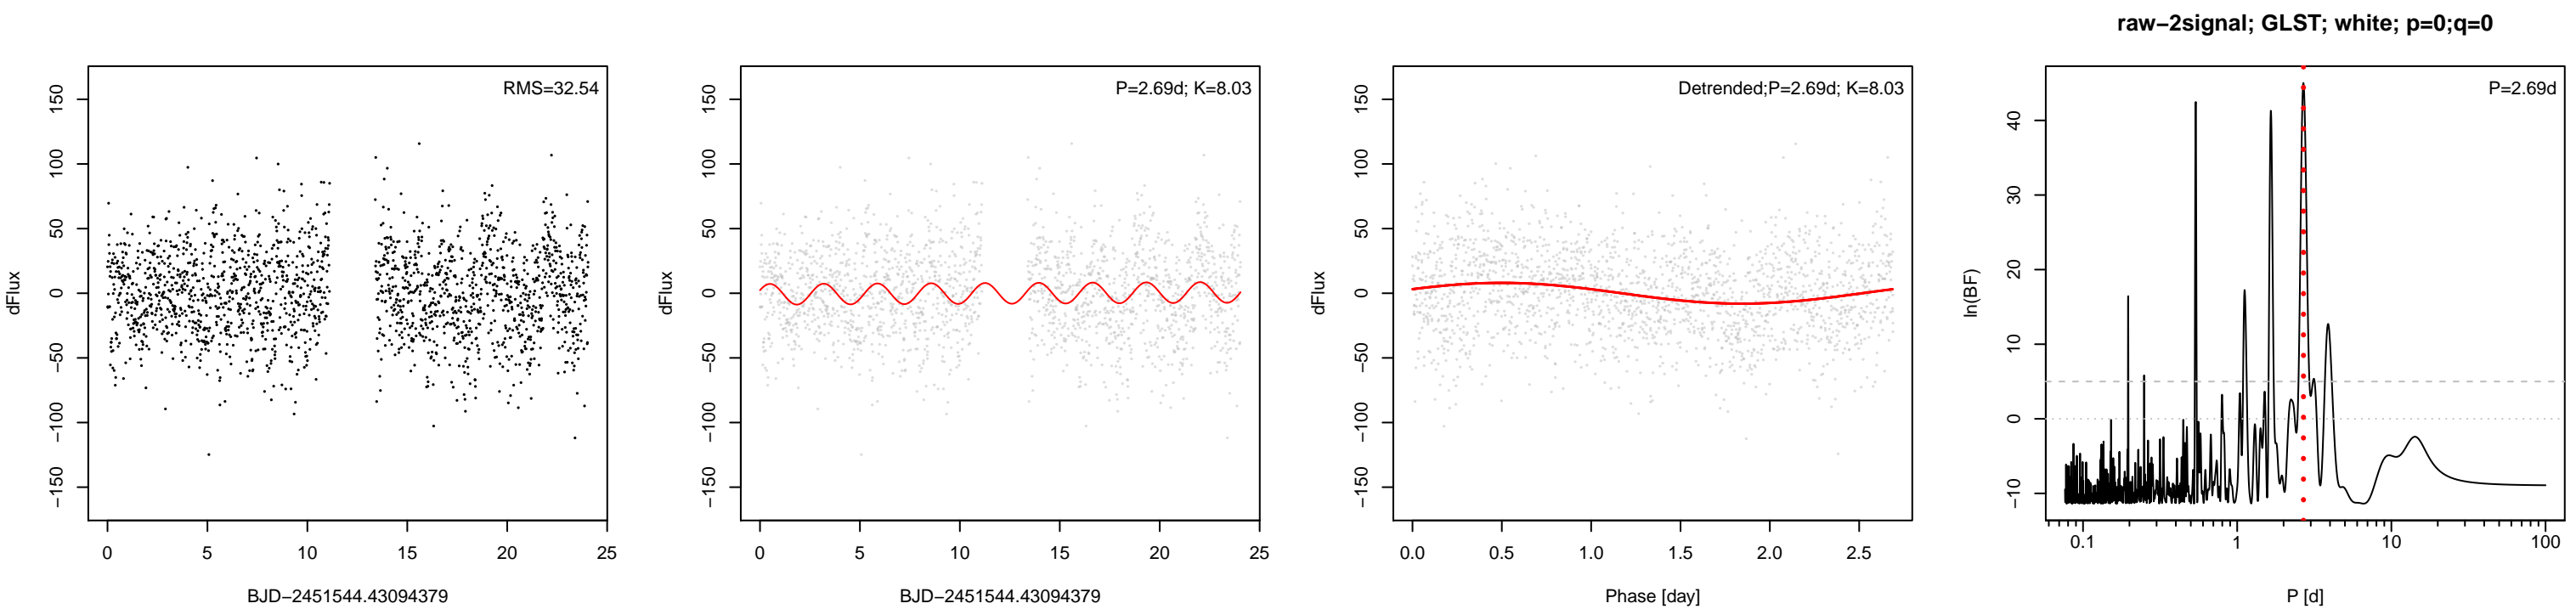 raw−2signal; GLST; white; p=0;q=0
RMS=32.54
dFlux
150
100
50
0
−50
−100
−150
0 5 10 15 20 25
BJD−2451544.43094379
P=2.69d; K=8.03
dFlux
150
100
50
0
−50
−100
−150
0 5 10 15 20 25
BJD−2451544.43094379
Detrended;P=2.69d; K=8.03
dFlux
150
100
50
0
−50
−100
−150
0.0 0.5 1.0 1.5 2.0 2.5
Phase [day]
P=2.69d
ln(BF)
40
30
20
10
0
−10
0.1 1 10 100
P [d]